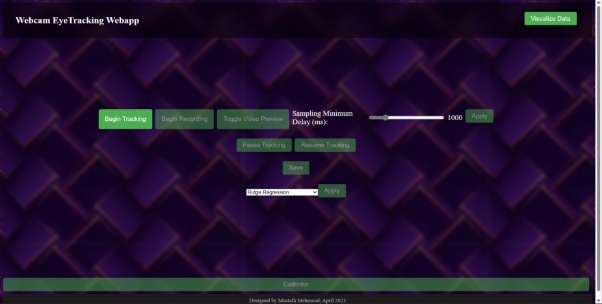 Webcam EyeTracking Webapp
Visualize Data
Begin Tracking
Begin Recording
Toggle Video Preview
Sampling Minimum
Delay (ms):
1000
Apply
Pause Tracking
Resume Tracking
Save
Ridge Regression
Apply
Calibrate
Designed by Mustafa Mehmood, April 2023